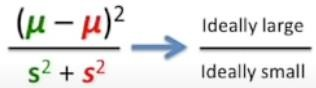 (μ − μ)²
s² + s²
Ideally large
Ideally small